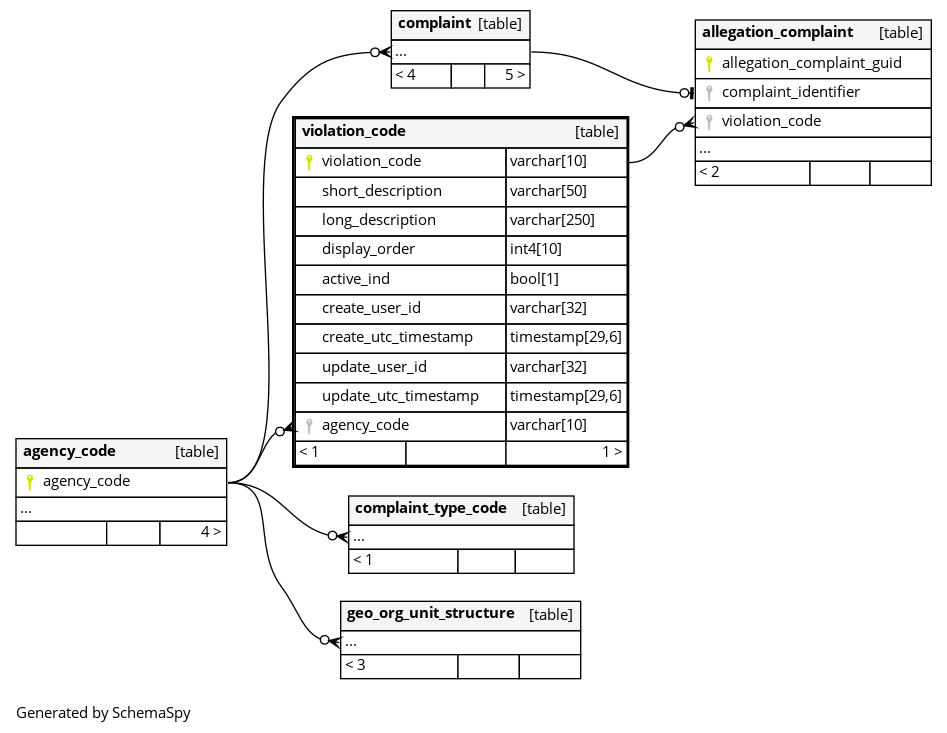 complaint [table]
...
< 4 5 >
allegation_complaint [table]
allegation_complaint_guid
complaint_identifier
violation_code
...
< 2
violation_code [table]
violation_code varchar[10]
short_description varchar[50]
long_description varchar[250]
display_order int4[10]
active_ind bool[1]
create_user_id varchar[32]
create_utc_timestamp timestamp[29,6]
update_user_id varchar[32]
update_utc_timestamp timestamp[29,6]
agency_code varchar[10]
< 1 1 >
agency_code [table]
agency_code
...
4 >
complaint_type_code [table]
...
< 1
geo_org_unit_structure [table]
...
< 3
Generated by SchemaSpy